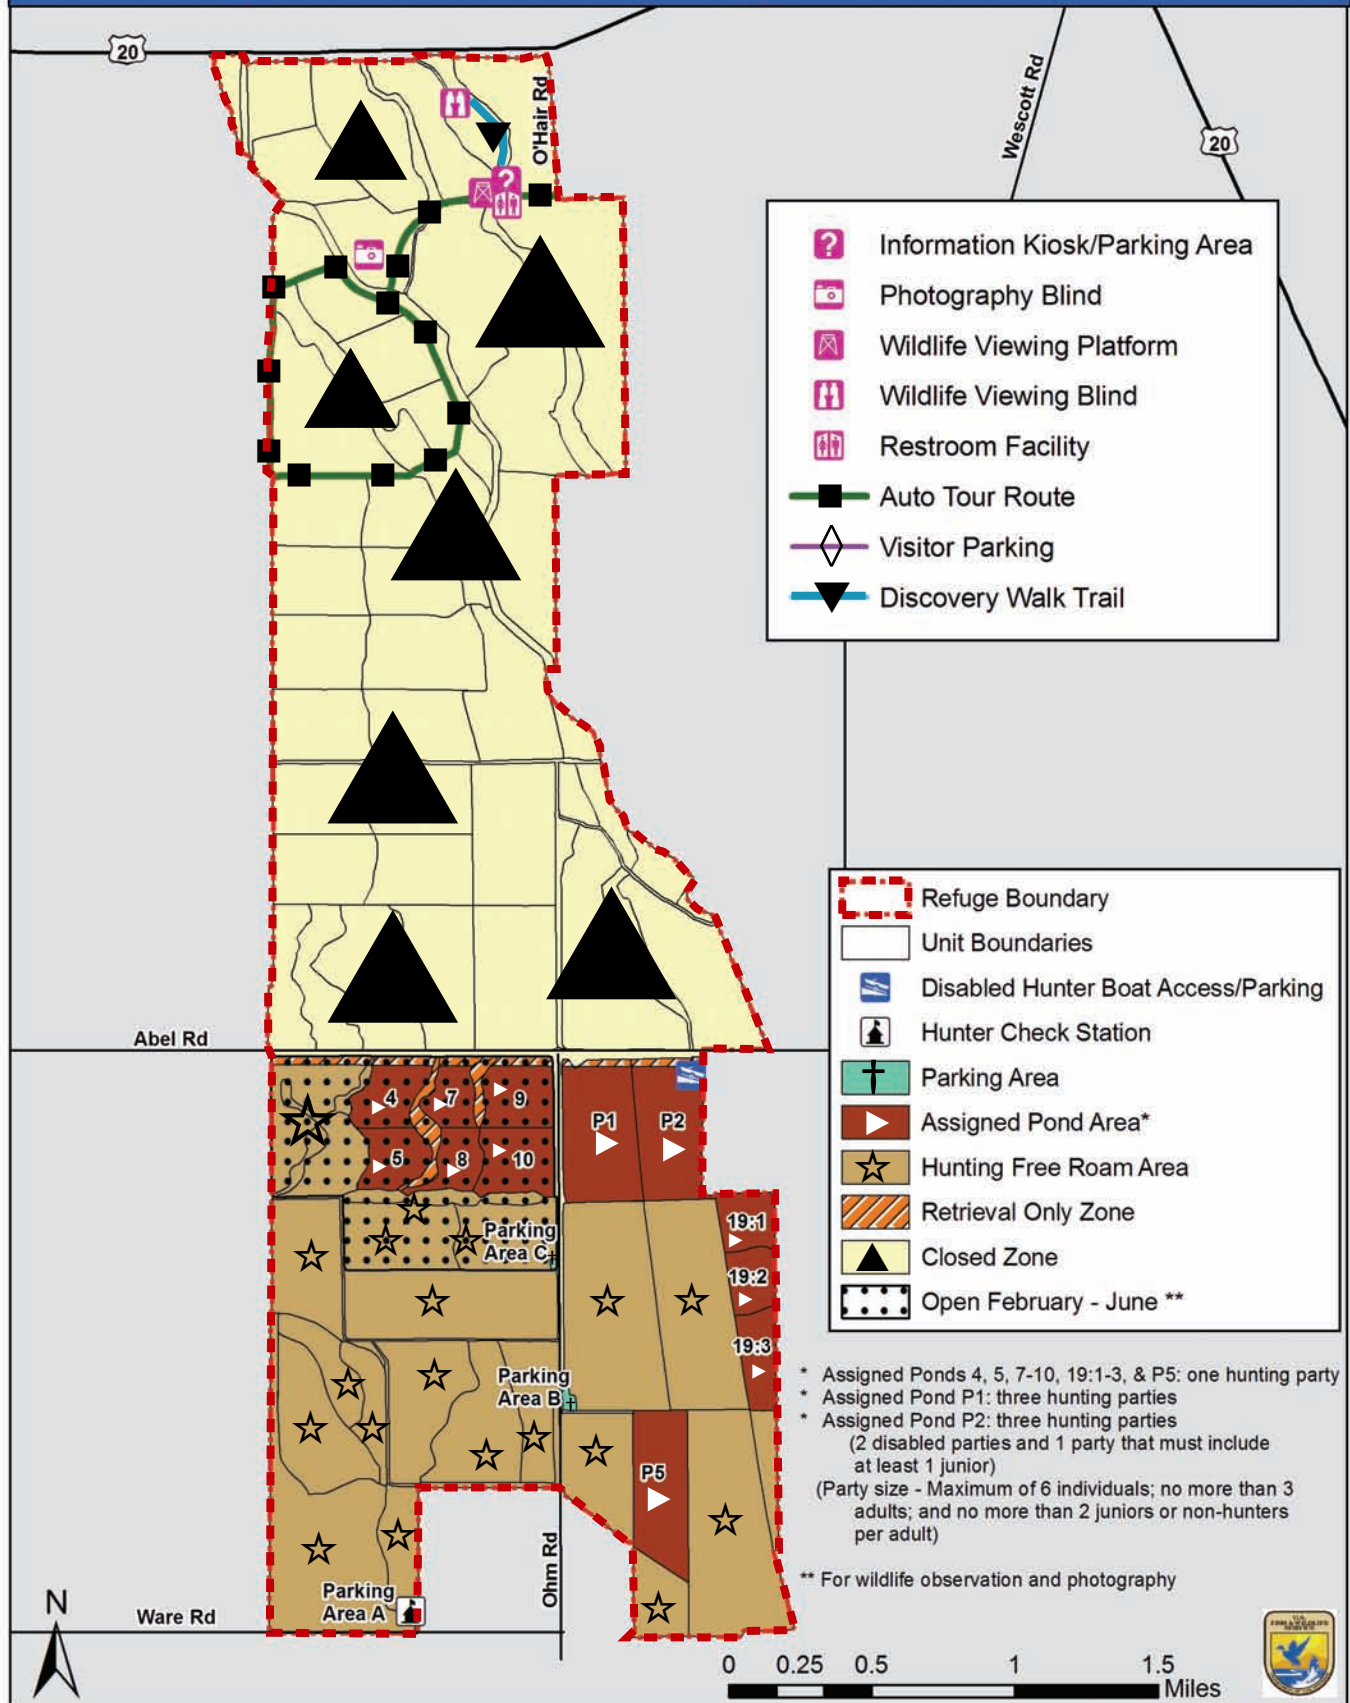 20
O'Hair Rd
Wescott Rd
20
?
? Information Kiosk/Parking Area
Photography Blind
Wildlife Viewing Platform
Wildlife Viewing Blind
Restroom Facility
Auto Tour Route
Visitor Parking
Discovery Walk Trail
Refuge Boundary
Unit Boundaries
Disabled Hunter Boat Access/Parking
Hunter Check Station
Parking Area
Assigned Pond Area*
Hunting Free Roam Area
Retrieval Only Zone
Closed Zone
Open February - June **
Abel Rd
4
7
9
P1
P2
5
8
10
19:1
Parking
Area C
19:2
19:3
Parking
Area B
P5
Ohm Rd
Parking
Area A
Ware Rd
* Assigned Ponds 4, 5, 7-10, 19:1-3, & P5: one hunting party
* Assigned Pond P1: three hunting parties
* Assigned Pond P2: three hunting parties
(2 disabled parties and 1 party that must include
at least 1 junior)
(Party size - Maximum of 6 individuals; no more than 3
adults; and no more than 2 juniors or non-hunters
per adult)
** For wildlife observation and photography
N
0 0.25 0.5 1 1.5
Miles
U.S.
FISH & WILDLIFE
SERVICE